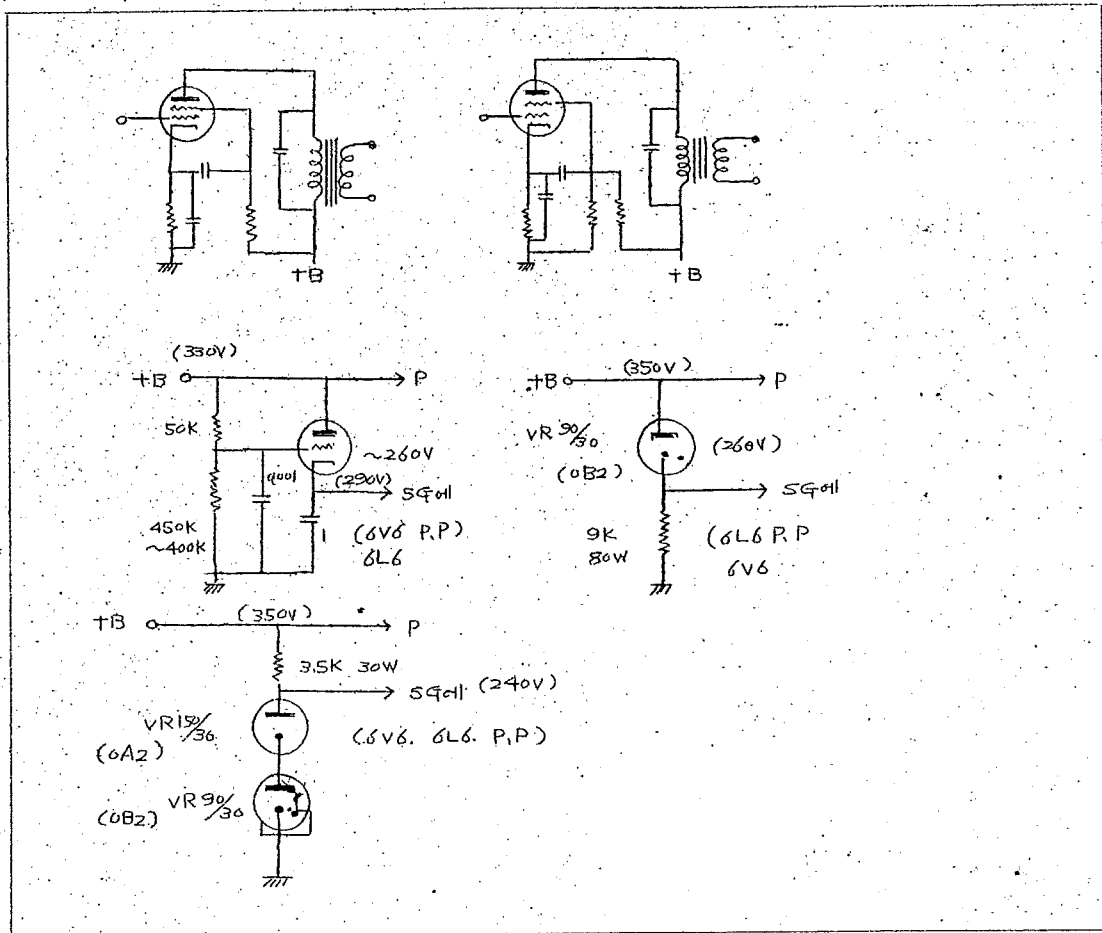 +B
+B
(330V)
+B
P
50K
~260V
(290V)
SG에
450K
~400K
1
(6V6 P.P)
6L6
(350V)
+B
P
VR 90/30
(260V)
(0B2)
SG에
9K
80W
(6L6 P.P
6V6
(350V)
+B
P
3.5K 30W
SG에 (240V)
VR150/30
(0A2)
(6V6. 6L6. P.P)
VR 90/30
(0B2)